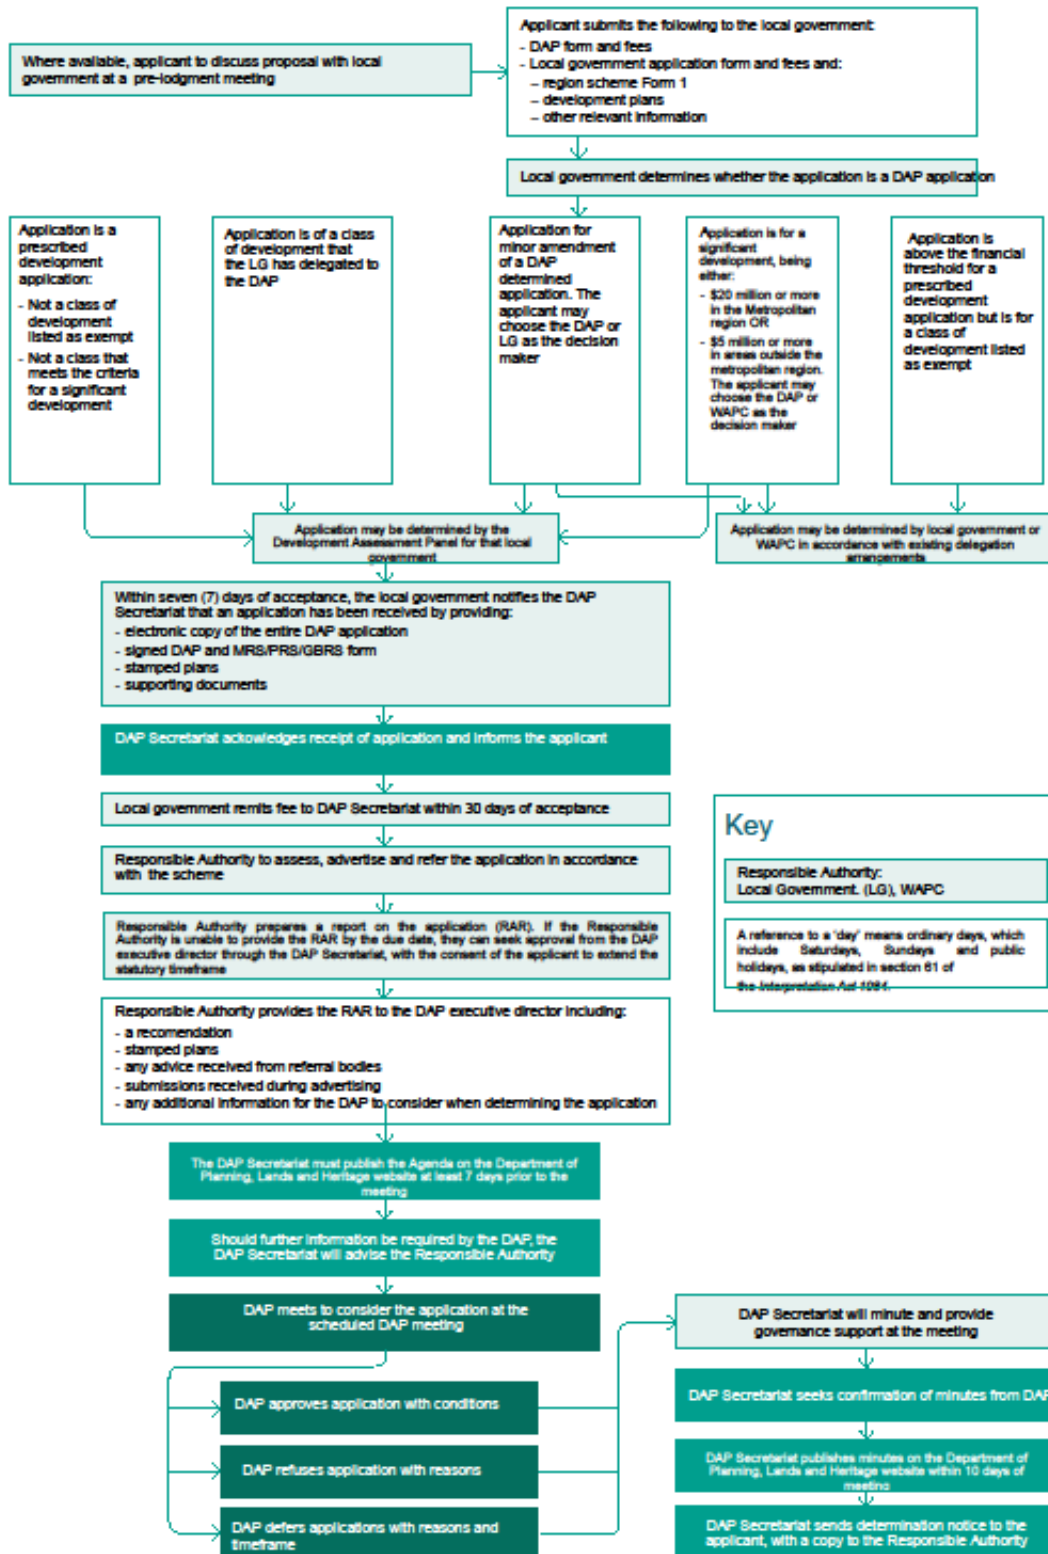 Where available, applicant to discuss proposal with local
government at a pre-lodgment meeting
Applicant submits the following to the local government:
- DAP form and fees
- Local government application form and fees and:
– region scheme Form 1
– development plans
– other relevant information
Local government determines whether the application is a DAP application
Application is a
prescribed
development
application:
- Not a class of
development
listed as exempt
- Not a class that
meets the criteria
for a significant
development
Application is of a class
of development that
the LG has delegated to
the DAP
Application for
minor amendment
of a DAP
determined
application. The
applicant may
choose the DAP or
LG as the decision
maker
Application is for a
significant
development, being
either:
- $20 million or more
in the Metropolitan
region OR
- $5 million or more
in areas outside the
metropolitan region.
The applicant may
choose the DAP or
WAPC as the
decision maker
Application is
above the financial
threshold for a
prescribed
development
application but is for
a class of
development listed
as exempt
Application may be determined by the
Development Assessment Panel for that local
government
Application may be determined by local government or
WAPC in accordance with existing delegation
arrangements
Within seven (7) days of acceptance, the local government notifies the DAP
Secretariat that an application has been received by providing:
- electronic copy of the entire DAP application
- signed DAP and MRS/PRS/GBRS form
- stamped plans
- supporting documents
DAP Secretariat ackowledges receipt of application and informs the applicant
Local government remits fee to DAP Secretariat within 30 days of acceptance
Responsible Authority to assess, advertise and refer the application in accordance
with the scheme
Responsible Authority prepares a report on the application (RAR). If the Responsible
Authority is unable to provide the RAR by the due date, they can seek approval from the DAP
executive director through the DAP Secretariat, with the consent of the applicant to extend the
statutory timeframe
Responsible Authority provides the RAR to the DAP executive director including:
- a recomendation
- stamped plans
- any advice received from referral bodies
- submissions received during advertising
- any additional information for the DAP to consider when determining the application
Key
Responsible Authority:
Local Government. (LG), WAPC
A reference to a 'day' means ordinary days, which
include Saturdays, Sundays and public
holidays, as stipulated in section 61 of
the Interpretation Act 1984.
The DAP Secretariat must publish the Agenda on the Department of
Planning, Lands and Heritage website at least 7 days prior to the
meeting
Should further information be required by the DAP, the
DAP Secretariat will advise the Responsible Authority
DAP meets to consider the application at the
scheduled DAP meeting
DAP approves application with conditions
DAP refuses application with reasons
DAP defers applications with reasons and
timeframe
DAP Secretariat will minute and provide
governance support at the meeting
DAP Secretariat seeks confirmation of minutes from DAP
DAP Secretariat publishes minutes on the Department of
Planning, Lands and Heritage website within 10 days of
meeting
DAP Secretariat sends determination notice to the
applicant, with a copy to the Responsible Authority